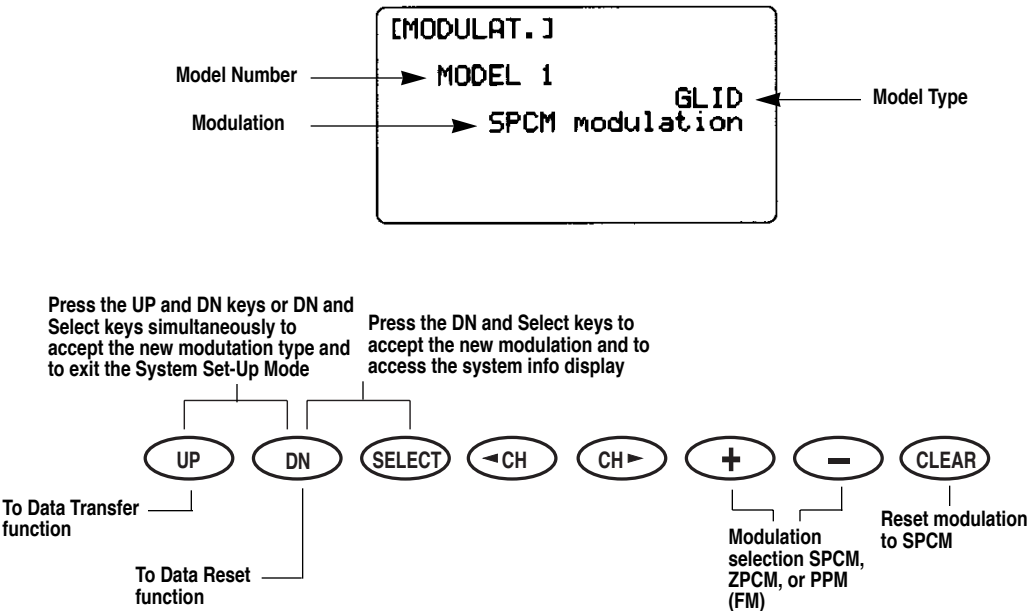 [MODULAT.]
Model Number
MODEL 1
GLID
Model Type
Modulation
SPCM modulation
Press the UP and DN keys or DN and
Select keys simultaneously to
accept the new modutation type and
to exit the System Set-Up Mode
Press the DN and Select keys to
accept the new modulation and to
access the system info display
UP
DN
SELECT
◄CH
CH►
+
−
CLEAR
To Data Transfer
function
To Data Reset
function
Modulation
selection SPCM,
ZPCM, or PPM
(FM)
Reset modulation
to SPCM